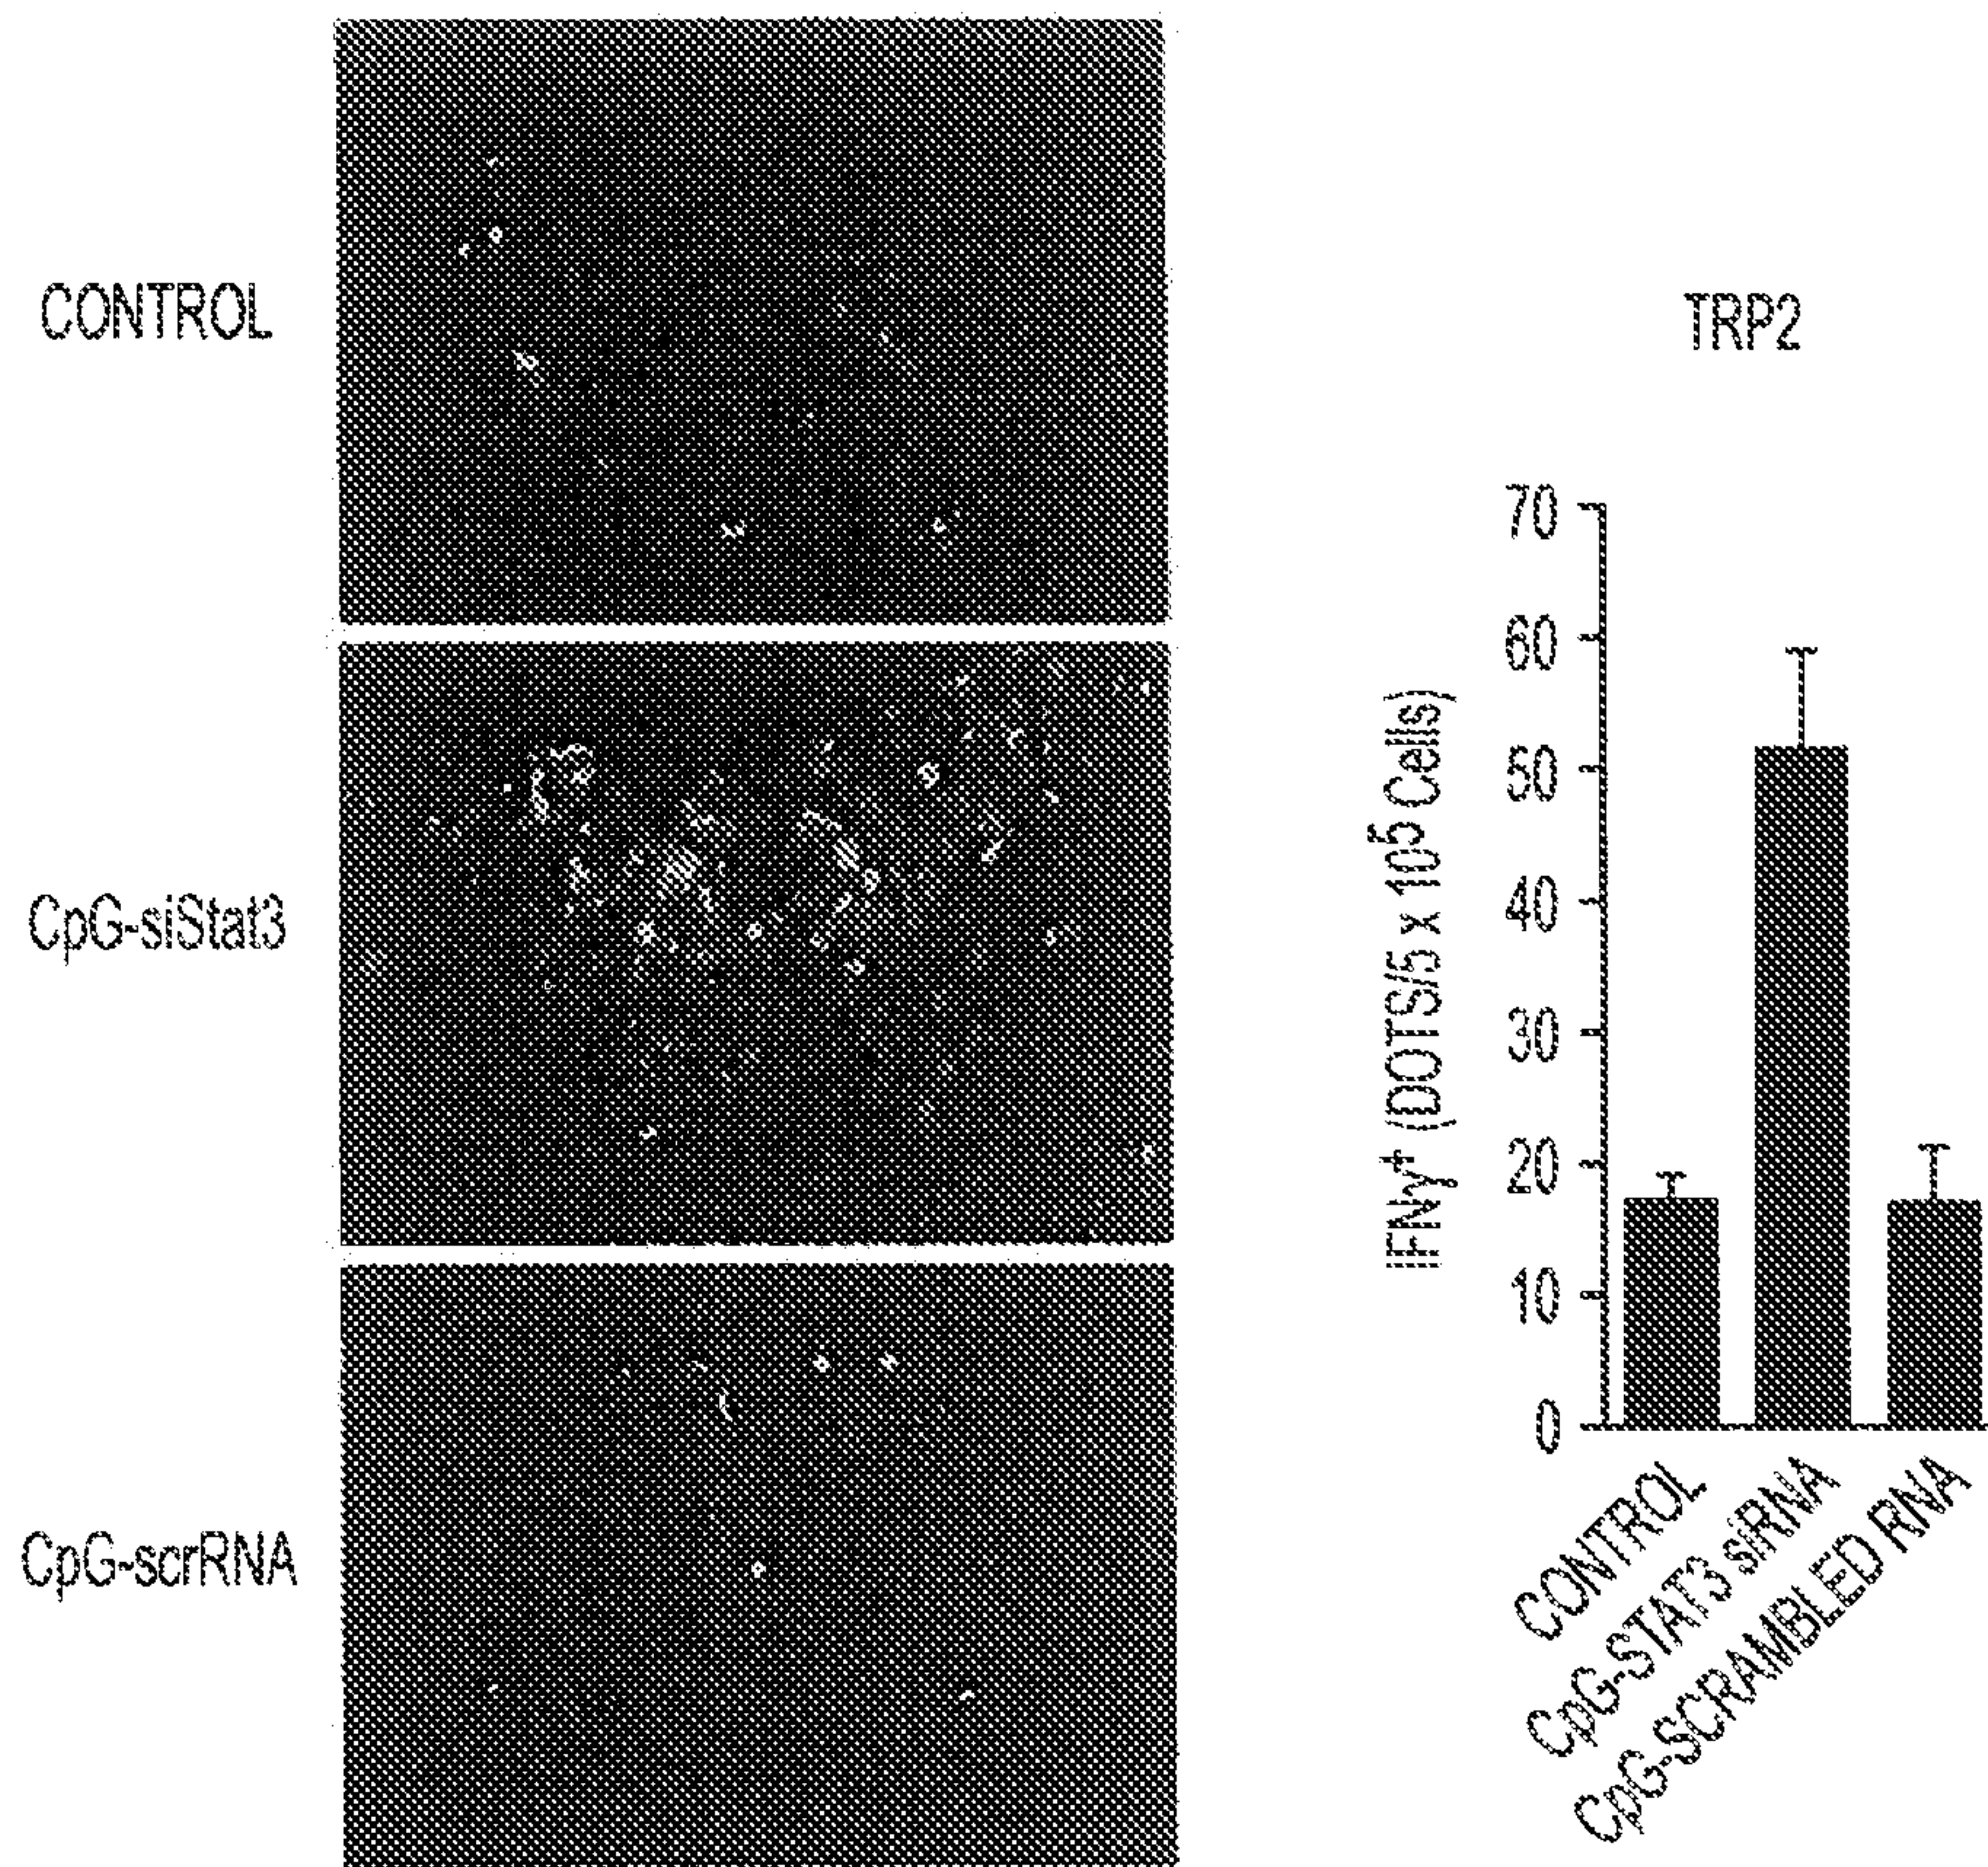 CONTROL
CpG-siStat3
CpG-scrRNA
TRP2
IFNγ⁺ (DOTS/5 x 10⁵ Cells)
70
60
50
40
30
20
10
0
CONTROL
CpG-STAT3 siRNA
CpG-SCRAMBLED RNA